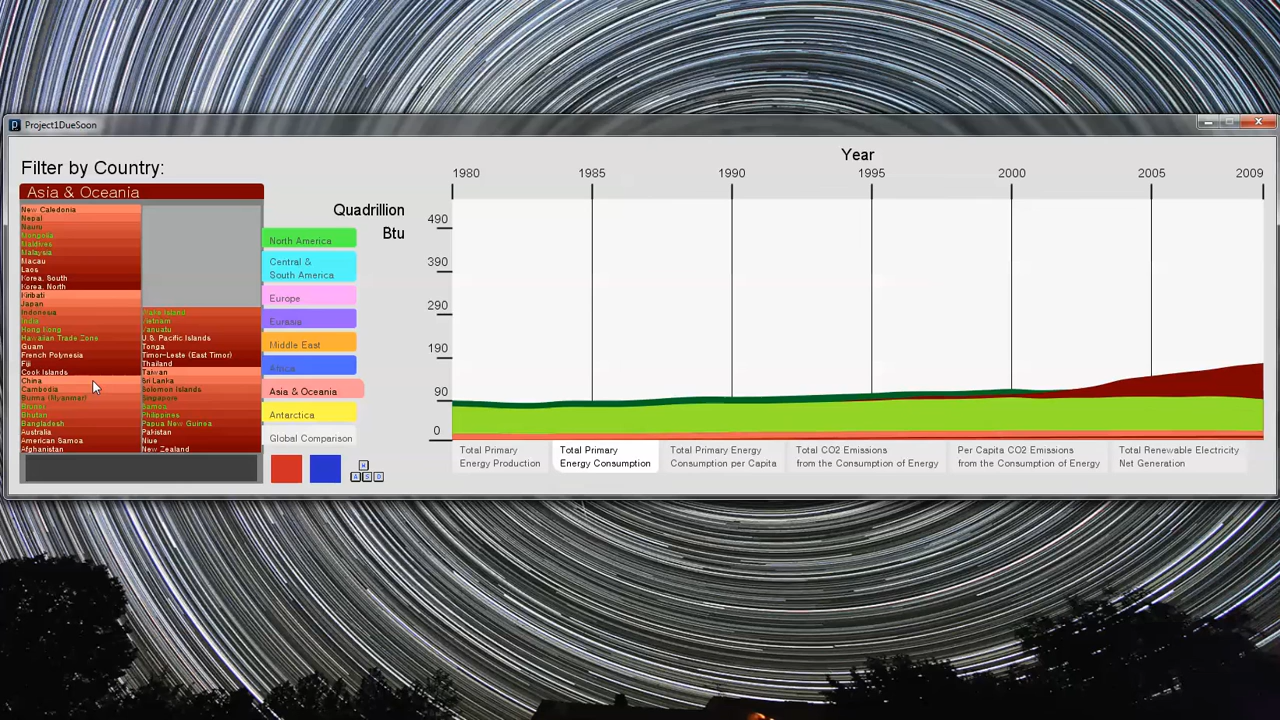 Project1DueSoon
Filter by Country:
Asia & Oceania
New Caledonia
Nepal
Nauru
Mongolia
Maldives
Malaysia
Macau
Laos
Korea, South
Korea, North
Kiribati
Japan
Indonesia
India
Hong Kong
Hawaiian Trade Zone
Guam
French Polynesia
Fiji
Cook Islands
China
Cambodia
Burma (Myanmar)
Brunei
Bhutan
Bangladesh
Australia
American Samoa
Afghanistan
Wake Island
Vietnam
Vanuatu
U.S. Pacific Islands
Tonga
Timor-Leste (East Timor)
Thailand
Taiwan
Sri Lanka
Solomon Islands
Singapore
Samoa
Philippines
Papua New Guinea
Pakistan
Niue
New Zealand
North America
Central &
South America
Europe
Eurasia
Middle East
Africa
Asia & Oceania
Antarctica
Global Comparison
W
A S D
Year
1980 1985 1990 1995 2000 2005 2009
Quadrillion
Btu
490
390
290
190
90
0
Total Primary
Energy Production
Total Primary
Energy Consumption
Total Primary Energy
Consumption per Capita
Total CO2 Emissions
from the Consumption of Energy
Per Capita CO2 Emissions
from the Consumption of Energy
Total Renewable Electricity
Net Generation